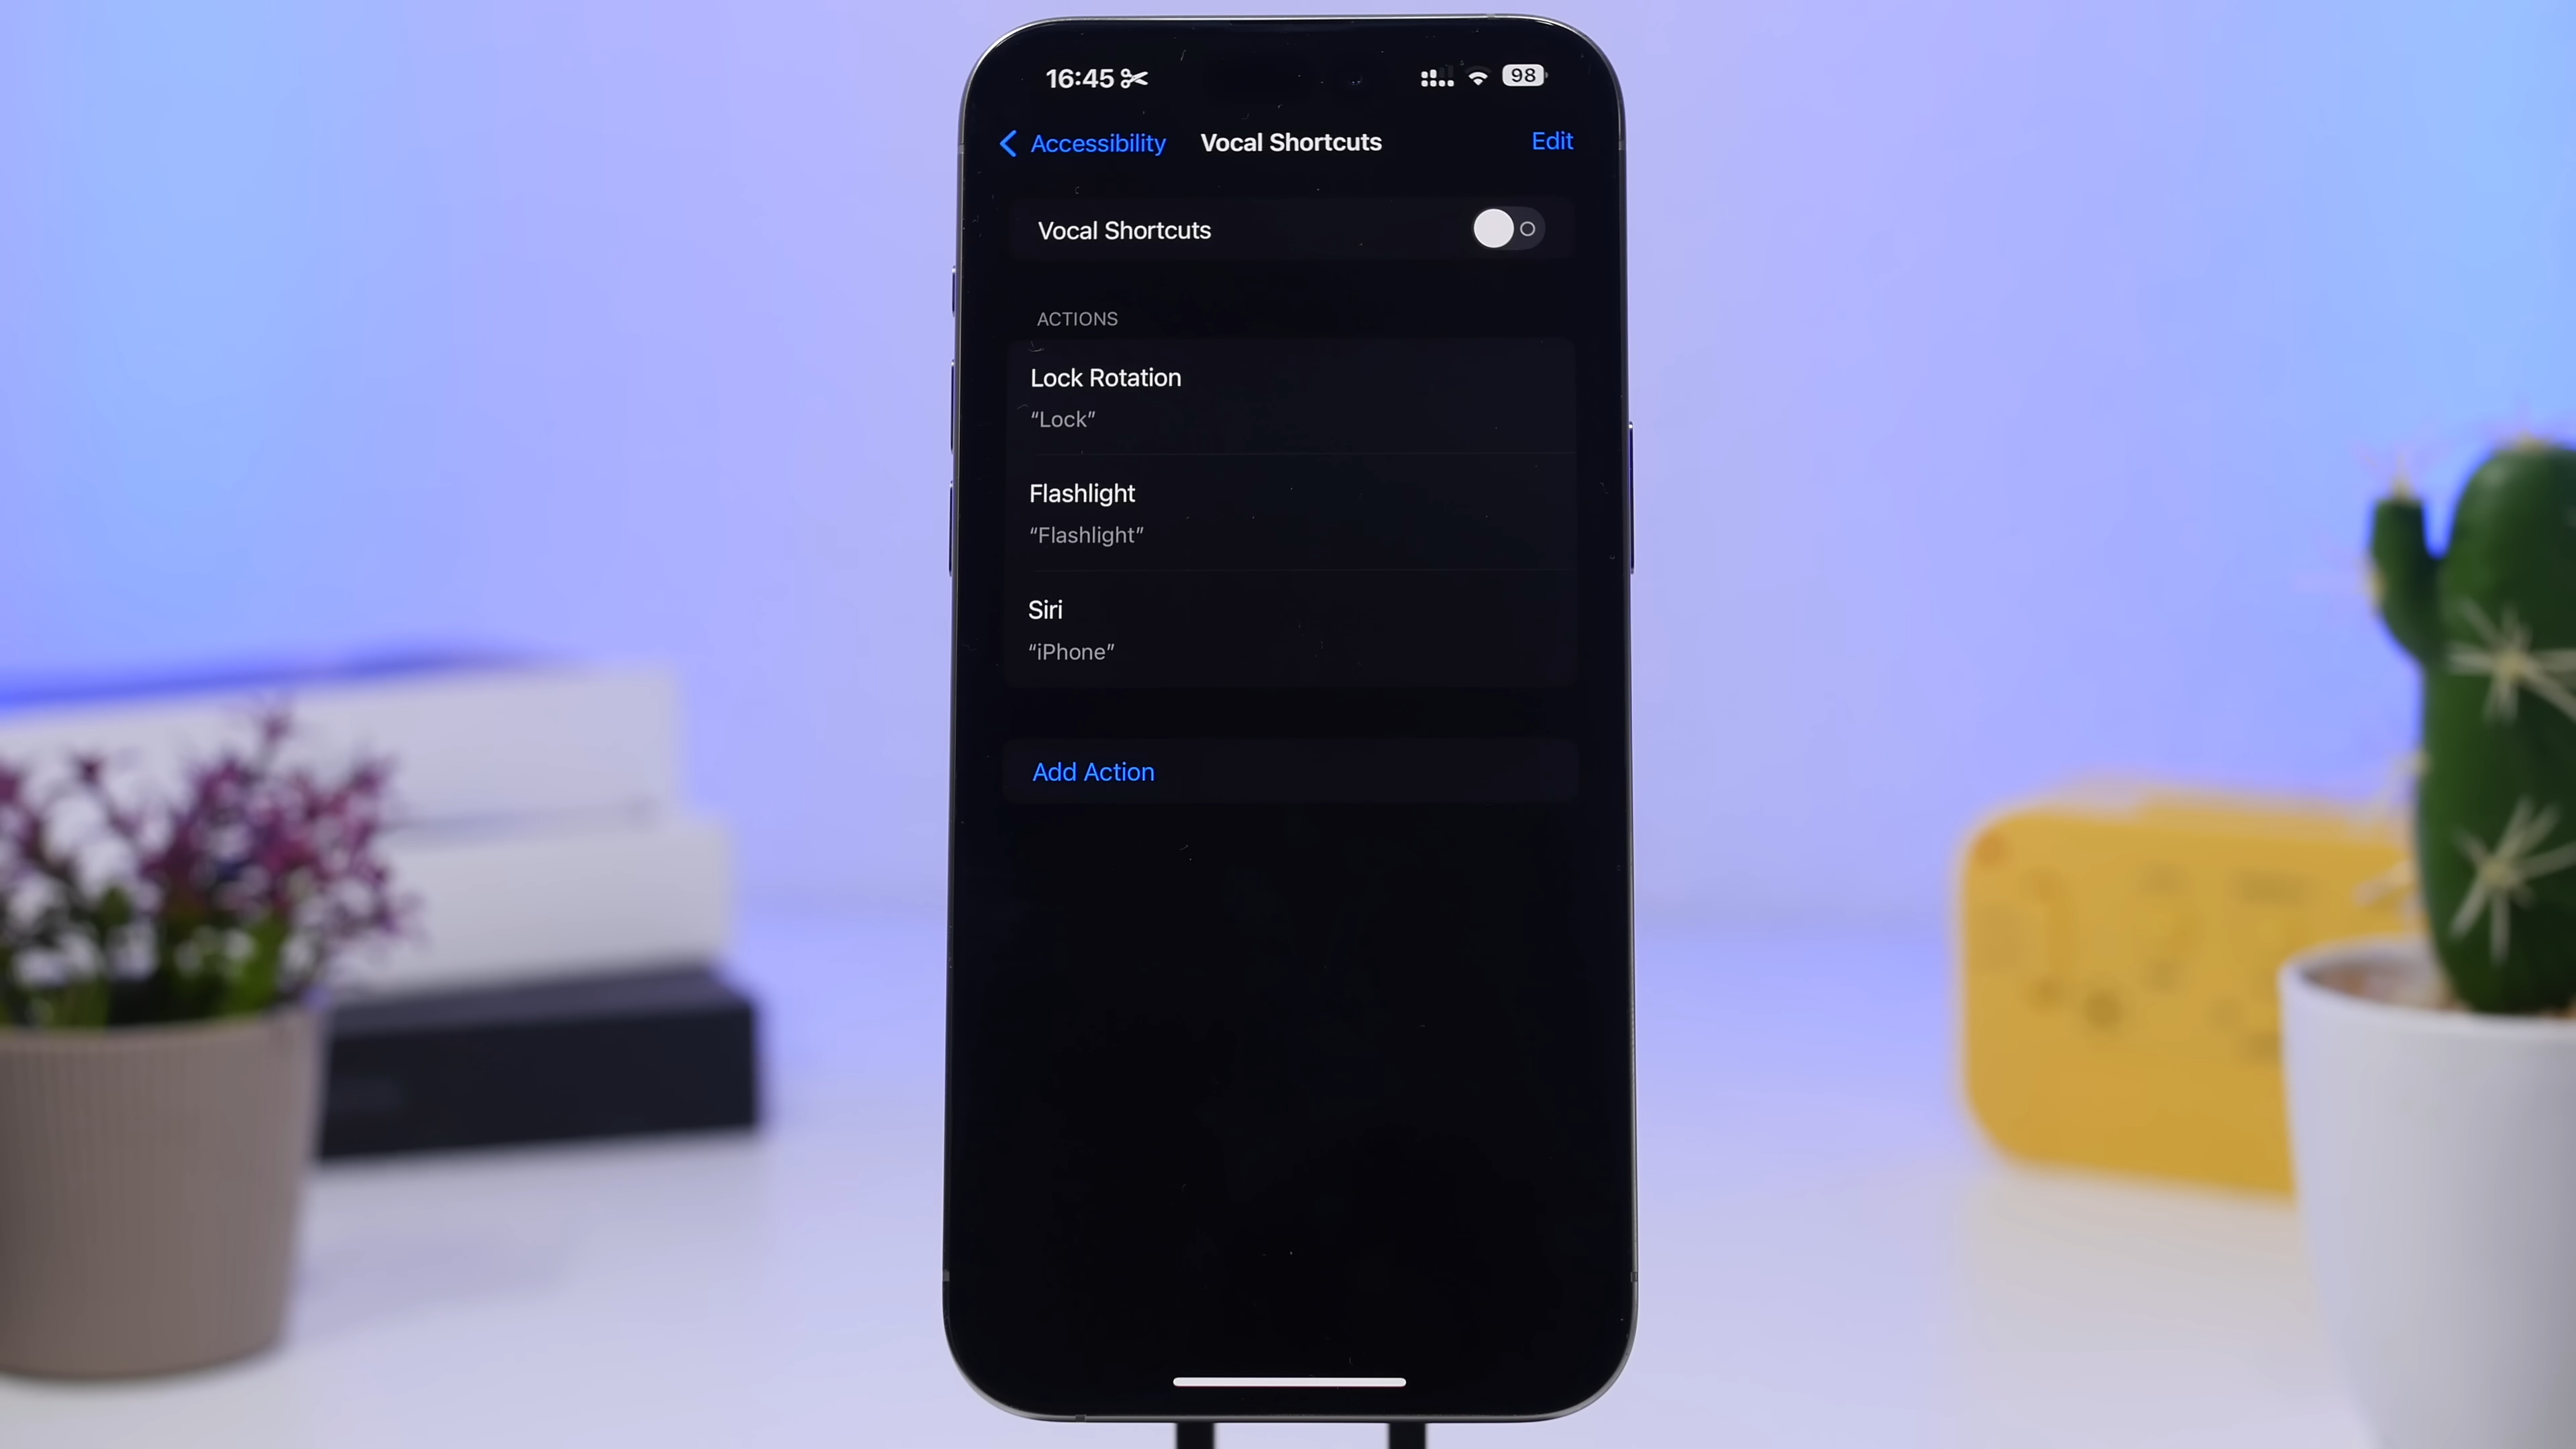 16:45
98
Accessibility
Vocal Shortcuts
Edit
Vocal Shortcuts
ACTIONS
Lock Rotation
“Lock”
Flashlight
“Flashlight”
Siri
“iPhone”
Add Action